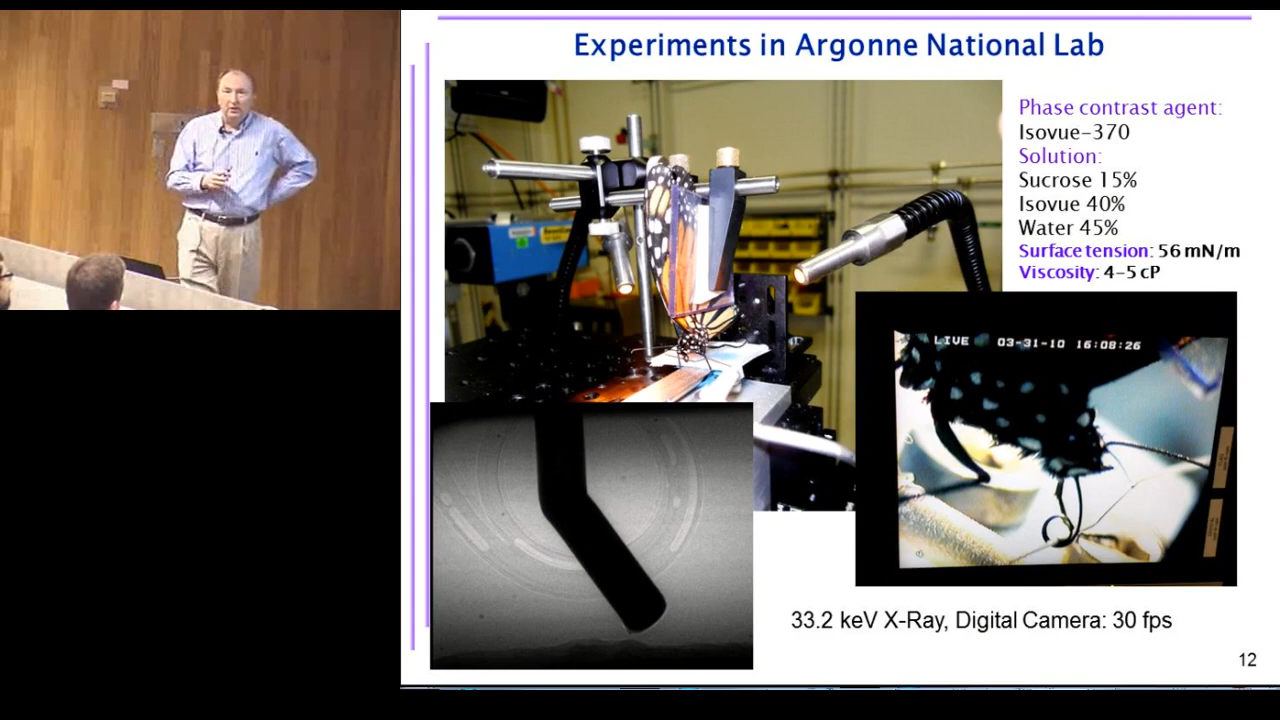 Experiments in Argonne National Lab
Phase contrast agent:
Isovue-370
Solution:
Sucrose 15%
Isovue 40%
Water 45%
Surface tension: 56 mN/m
Viscosity: 4-5 cP
LIVE 03-31-10 16:08:26
33.2 keV X-Ray, Digital Camera: 30 fps
12